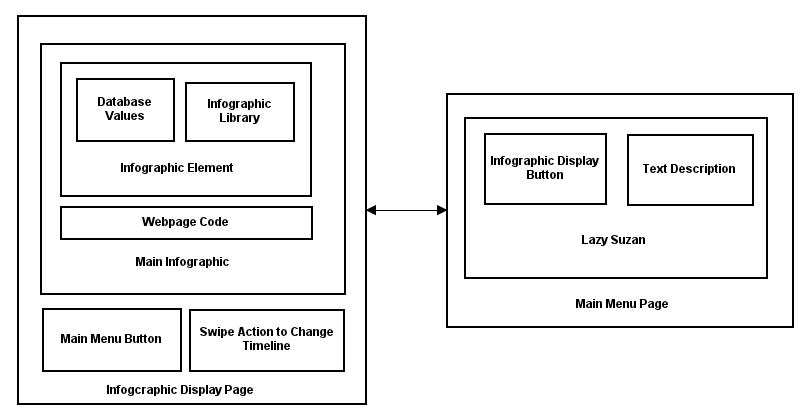 Database
Values
Infographic
Library
Infographic Element
Webpage Code
Main Infographic
Main Menu Button
Swipe Action to Change
Timeline
Infogcraphic Display Page
Infographic Display
Button
Text Description
Lazy Suzan
Main Menu Page